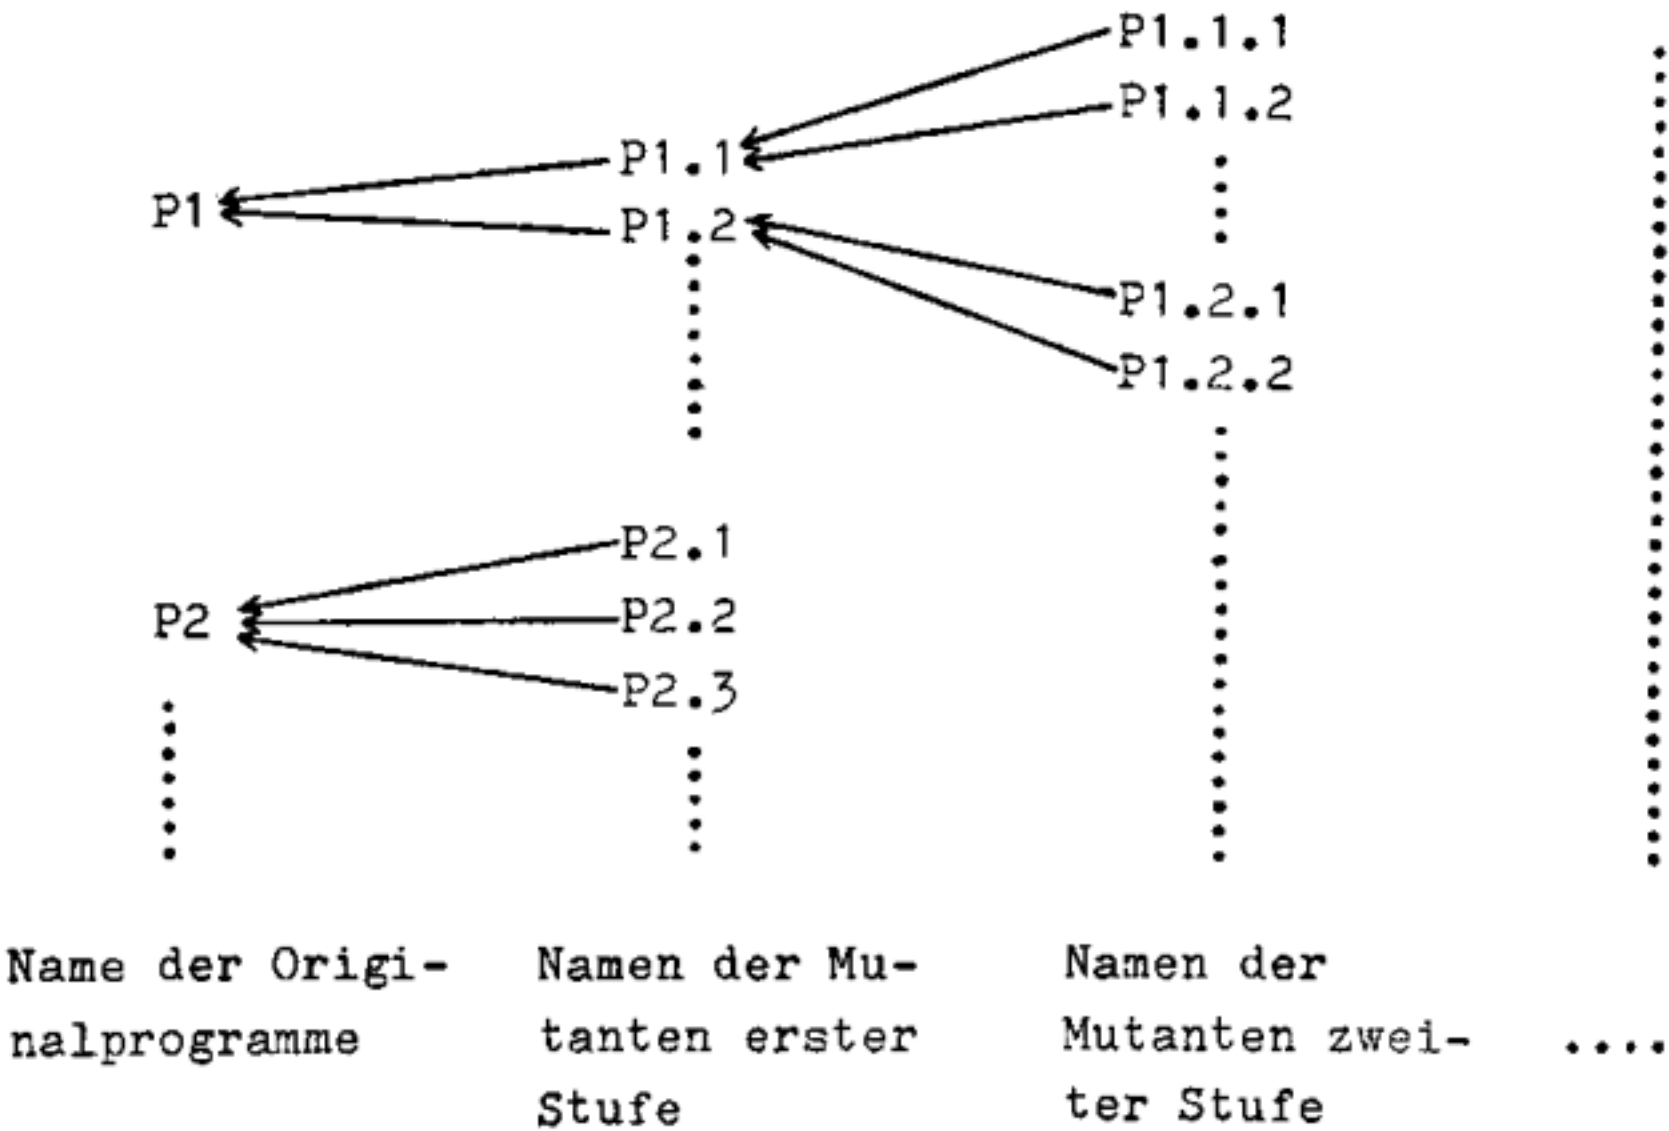 P1.1.1
P1.1.2
P1.1
P1
P1.2
P1.2.1
P1.2.2
P2.1
P2
P2.2
P2.3
Name der Origi-
nalprogramme
Namen der Mu-
tanten erster
Stufe
Namen der
Mutanten zwei-
ter Stufe
....